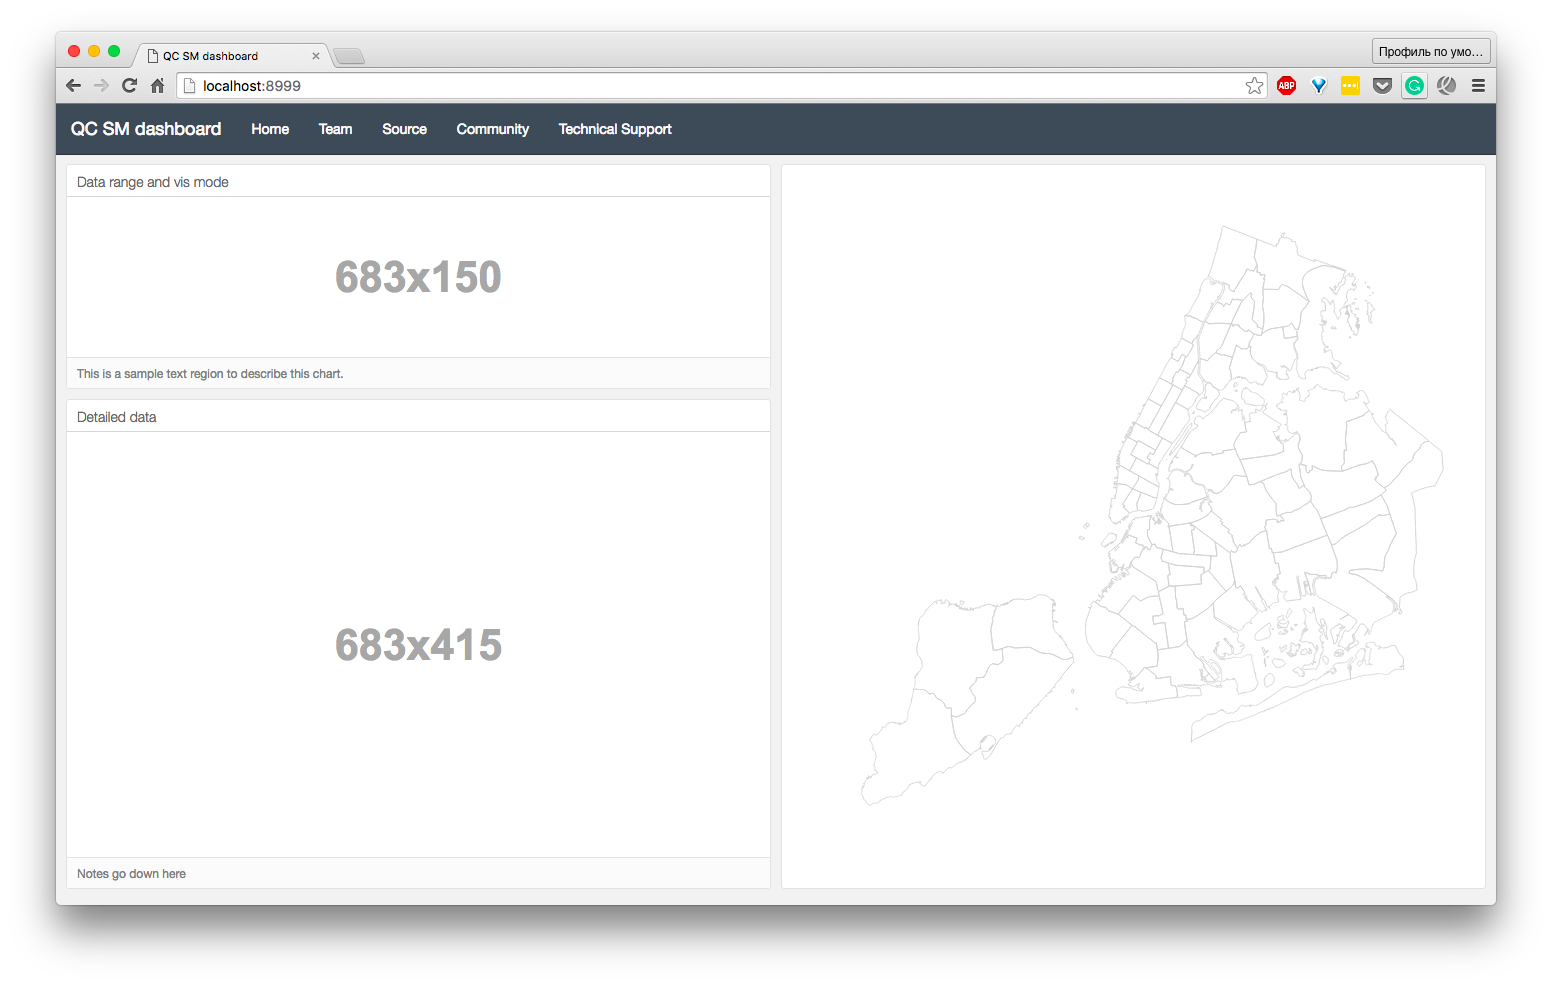 QC SM dashboard
Профиль по умо...
localhost:8999
ABP
QC SM dashboard Home Team Source Community Technical Support
Data range and vis mode
683x150
This is a sample text region to describe this chart.
Detailed data
683x415
Notes go down here